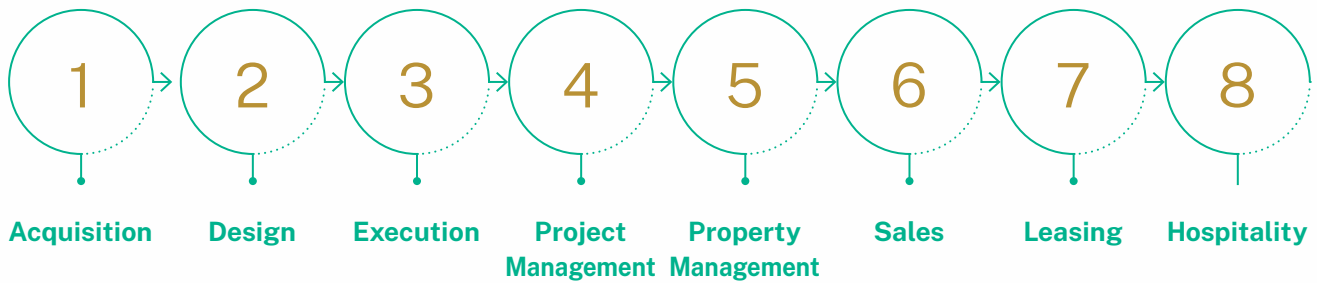 1 2 3 4 5 6 7 8
Acquisition Design Execution Project Property Sales Leasing Hospitality
Management Management